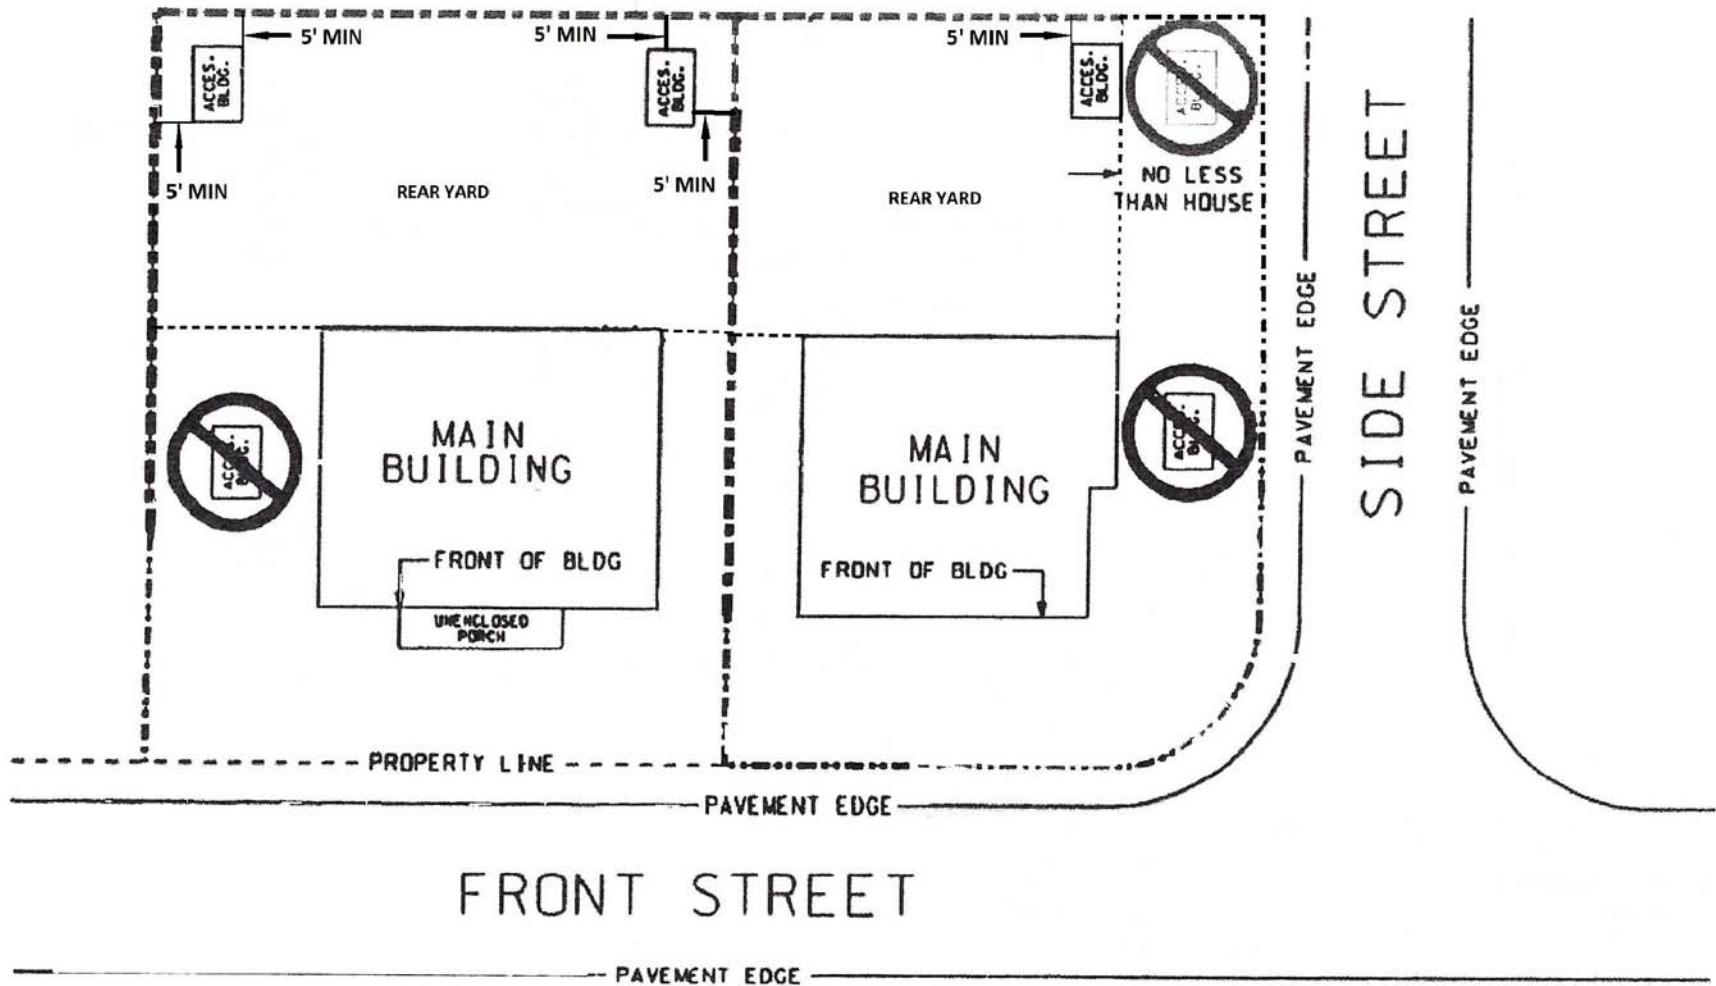 5' MIN
5' MIN
5' MIN
ACCES.
BLDG.
ACCES.
BLDG.
ACCES.
BLDG.
ACCES.
5' MIN
5' MIN
REAR YARD
REAR YARD
NO LESS
THAN HOUSE
SIDE STREET
PAVEMENT EDGE
PAVEMENT EDGE
MAIN
BUILDING
MAIN
BUILDING
FRONT OF BLDG
FRONT OF BLDG
UNENCLOSED
PORCH
PROPERTY LINE
PAVEMENT EDGE
FRONT STREET
PAVEMENT EDGE